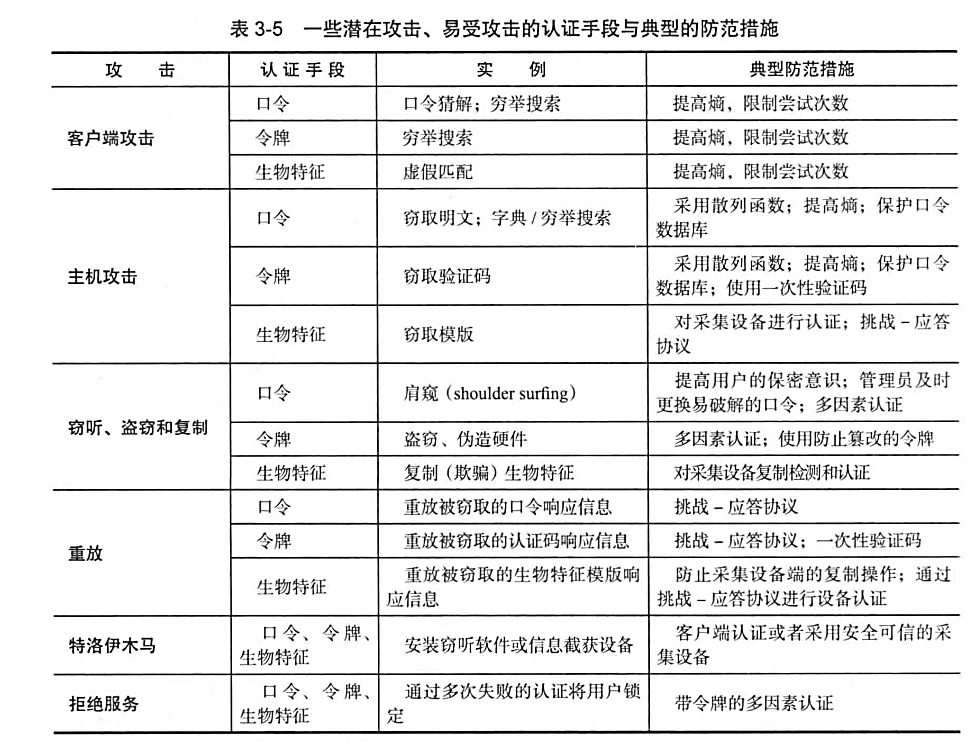 表 3-5 一些潜在攻击、易受攻击的认证手段与典型的防范措施
攻 击 认 证 手 段 实 例 典型防范措施
客户端攻击
口令 口令猜解；穷举搜索 提高熵，限制尝试次数
令牌 穷举搜索 提高熵，限制尝试次数
生物特征 虚假匹配 提高熵，限制尝试次数
主机攻击
口令 窃取明文；字典 / 穷举搜索 采用散列函数；提高熵；保护口令
数据库
令牌 窃取验证码 采用散列函数；提高熵；保护口令
数据库；使用一次性验证码
生物特征 窃取模版 对采集设备进行认证；挑战 – 应答
协议
窃听、盗窃和复制
口令 肩窥（shoulder surfing） 提高用户的保密意识；管理员及时
更换易破解的口令；多因素认证
令牌 盗窃、伪造硬件 多因素认证；使用防止篡改的令牌
生物特征 复制（欺骗）生物特征 对采集设备复制检测和认证
重放
口令 重放被窃取的口令响应信息 挑战 – 应答协议
令牌 重放被窃取的认证码响应信息 挑战 – 应答协议；一次性验证码
生物特征 重放被窃取的生物特征模版响
应信息
防止采集设备端的复制操作；通过
挑战 – 应答协议进行设备认证
特洛伊木马
口 令、令 牌、
生物特征
安装窃听软件或信息截获设备
客户端认证或者采用安全可信的采
集设备
拒绝服务
口 令、令 牌、
生物特征
通过多次失败的认证将用户锁
定
带令牌的多因素认证